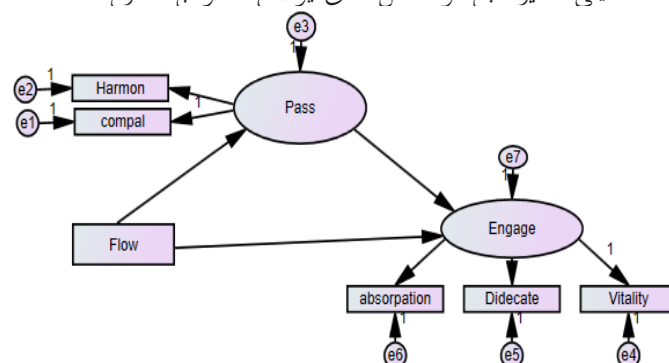 e3
1
e2
1
Harmon
1
Pass
e1
1
compal
e7
1
Flow
Engage
1
absorpation
Didecate
Vitality
1
1
1
e6
e5
e4